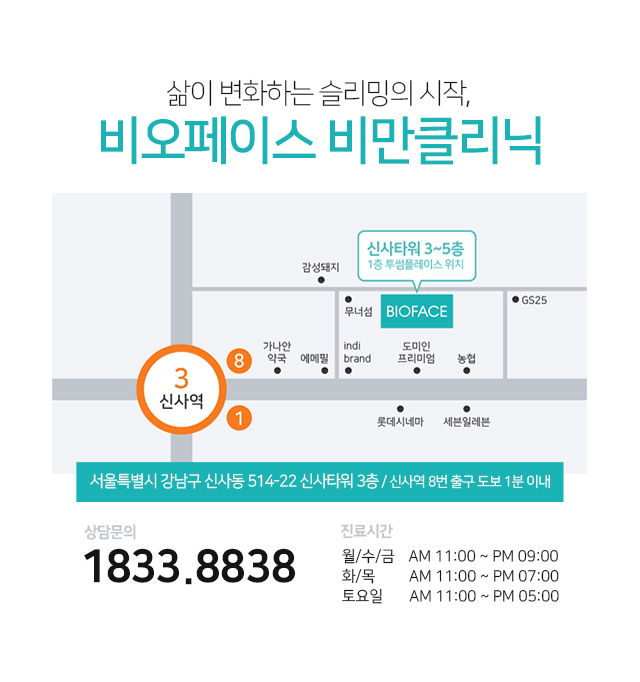 삶이 변화하는 슬리밍의 시작,
비오페이스 비만클리닉
신사타워 3~5층
1층 투썸플레이스 위치
감성돼지
무너섬
BIOFACE
GS25
가나안
약국
에메필
indi
brand
도미인
프리미엄
농협
8
3
신사역
1
롯데시네마
세븐일레븐
서울특별시 강남구 신사동 514-22 신사타워 3층 / 신사역 8번 출구 도보 1분 이내
상담문의
1833.8838
진료시간
월/수/금 AM 11:00 ~ PM 09:00
화/목 AM 11:00 ~ PM 07:00
토요일 AM 11:00 ~ PM 05:00